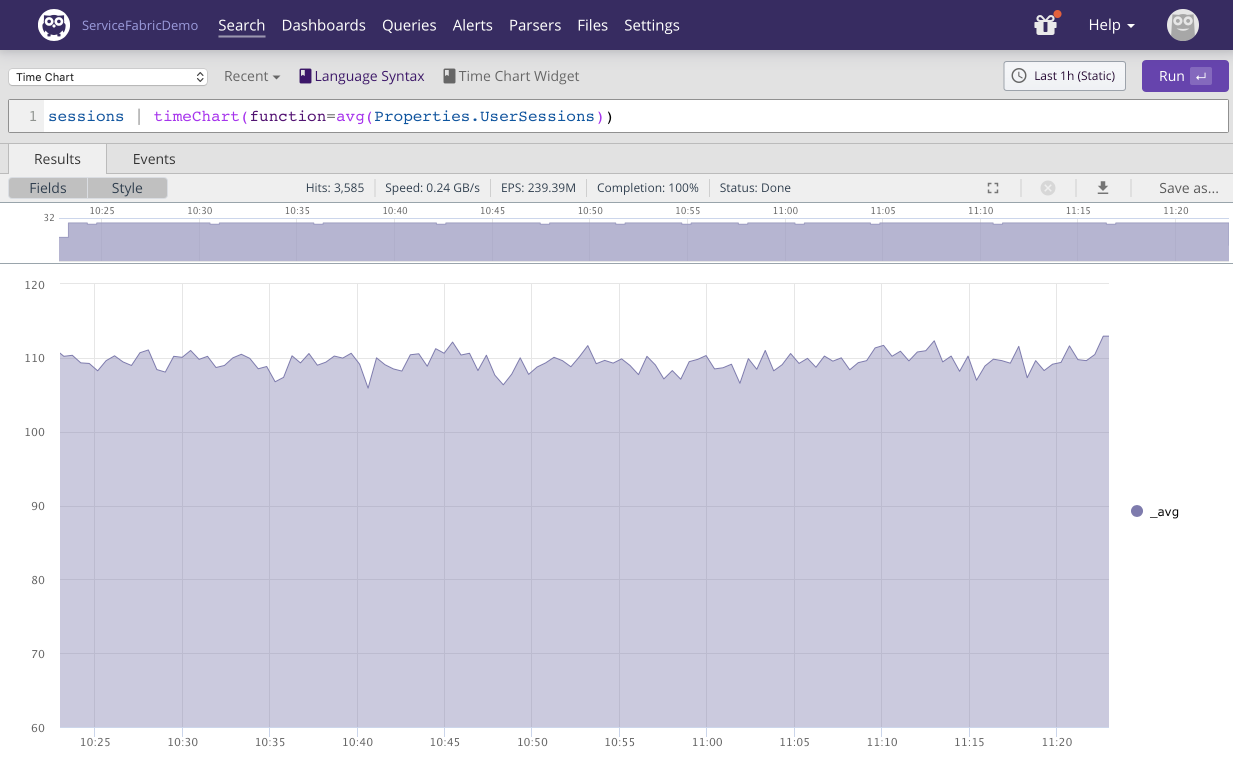 ServiceFabricDemo Search Dashboards Queries Alerts Parsers Files Settings Help
Time Chart Recent Language Syntax Time Chart Widget Last 1h (Static) Run
1 sessions | timeChart(function=avg(Properties.UserSessions))
Results Events
Fields Style Hits: 3,585 Speed: 0.24 GB/s EPS: 239.39M Completion: 100% Status: Done Save as...
10:25 10:30 10:35 10:40 10:45 10:50 10:55 11:00 11:05 11:10 11:15 11:20
32
120
110
100
90
_avg
80
70
60
10:25 10:30 10:35 10:40 10:45 10:50 10:55 11:00 11:05 11:10 11:15 11:20